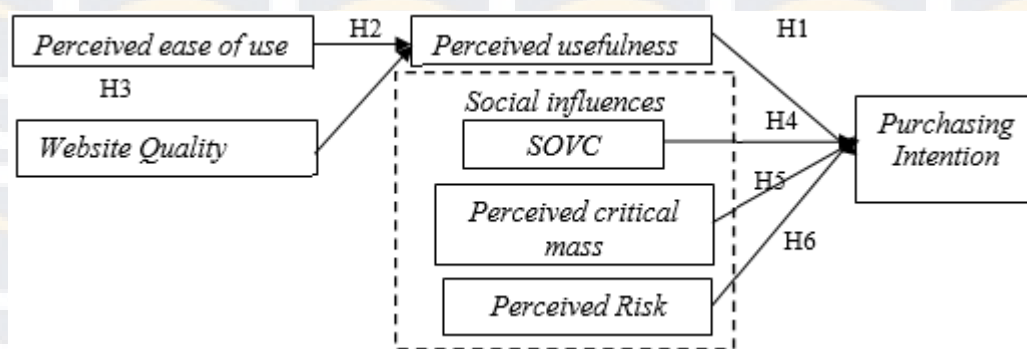 Perceived ease of use
H2
Perceived usefulness
H1
H3
Social influences
Website Quality
SOVC
H4
Purchasing
Intention
H5
Perceived critical
mass
H6
Perceived Risk